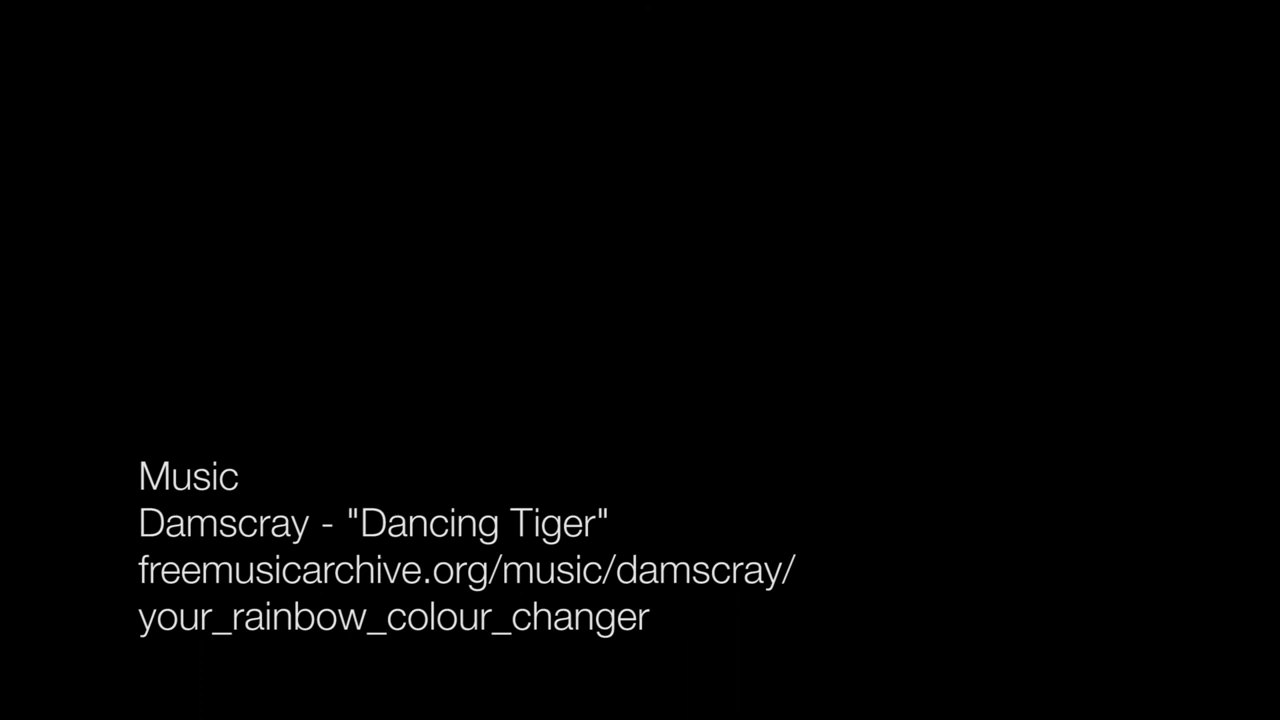 Music
Damscray - "Dancing Tiger"
freemusicarchive.org/music/damscray/
your_rainbow_colour_changer